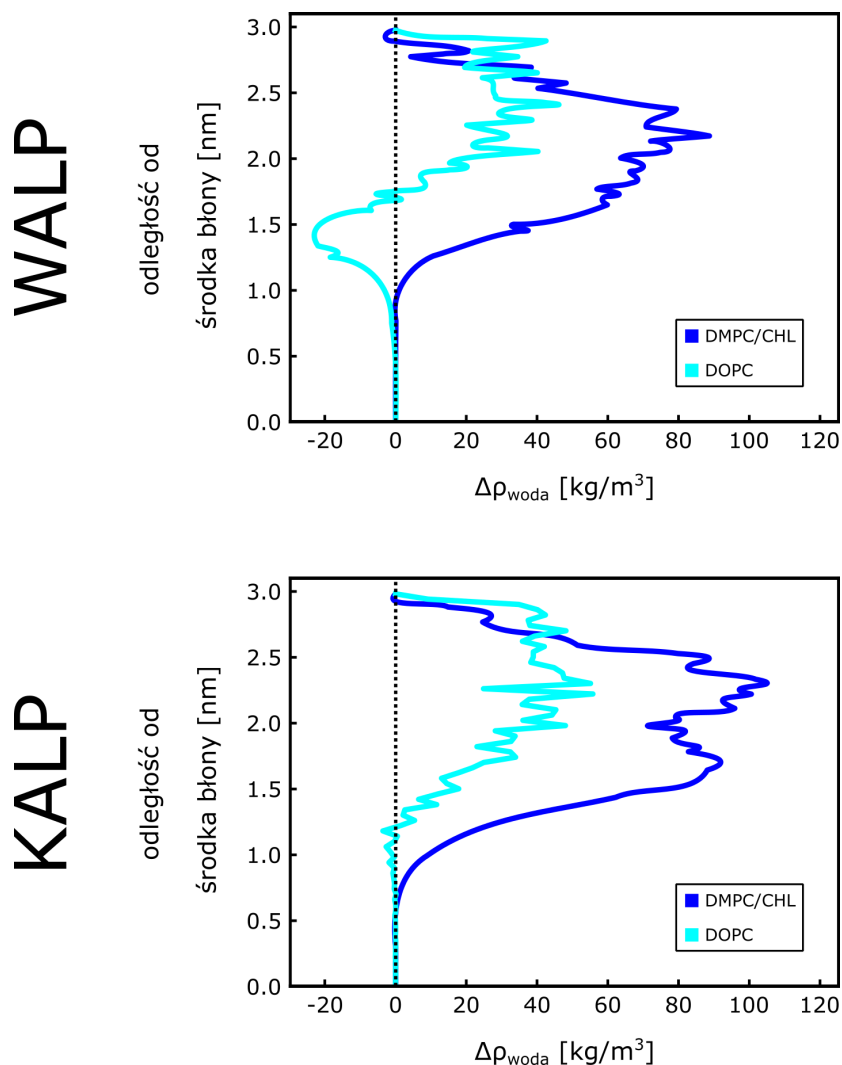 WALP
odległość od
środka błony [nm]
3.0
2.5
2.0
1.5
1.0
0.5
0.0
DMPC/CHL
DOPC
-20 0 20 40 60 80 100 120
Δρwoda [kg/m³]
KALP
odległość od
środka błony [nm]
3.0
2.5
2.0
1.5
1.0
0.5
0.0
DMPC/CHL
DOPC
-20 0 20 40 60 80 100 120
Δρwoda [kg/m³]